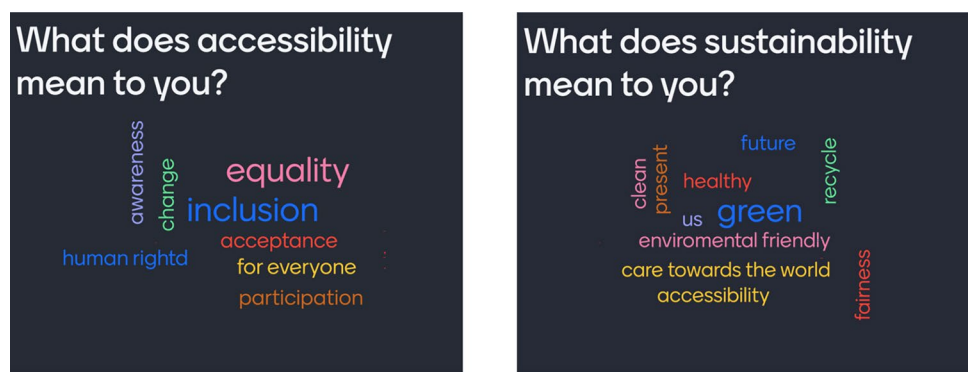 What does accessibility
mean to you?
awareness
change
equality
inclusion
acceptance
human rightd
for everyone
participation
What does sustainability
mean to you?
future
recycle
clean
present
healthy
us
green
enviromental friendly
care towards the world
accessibility
fairness